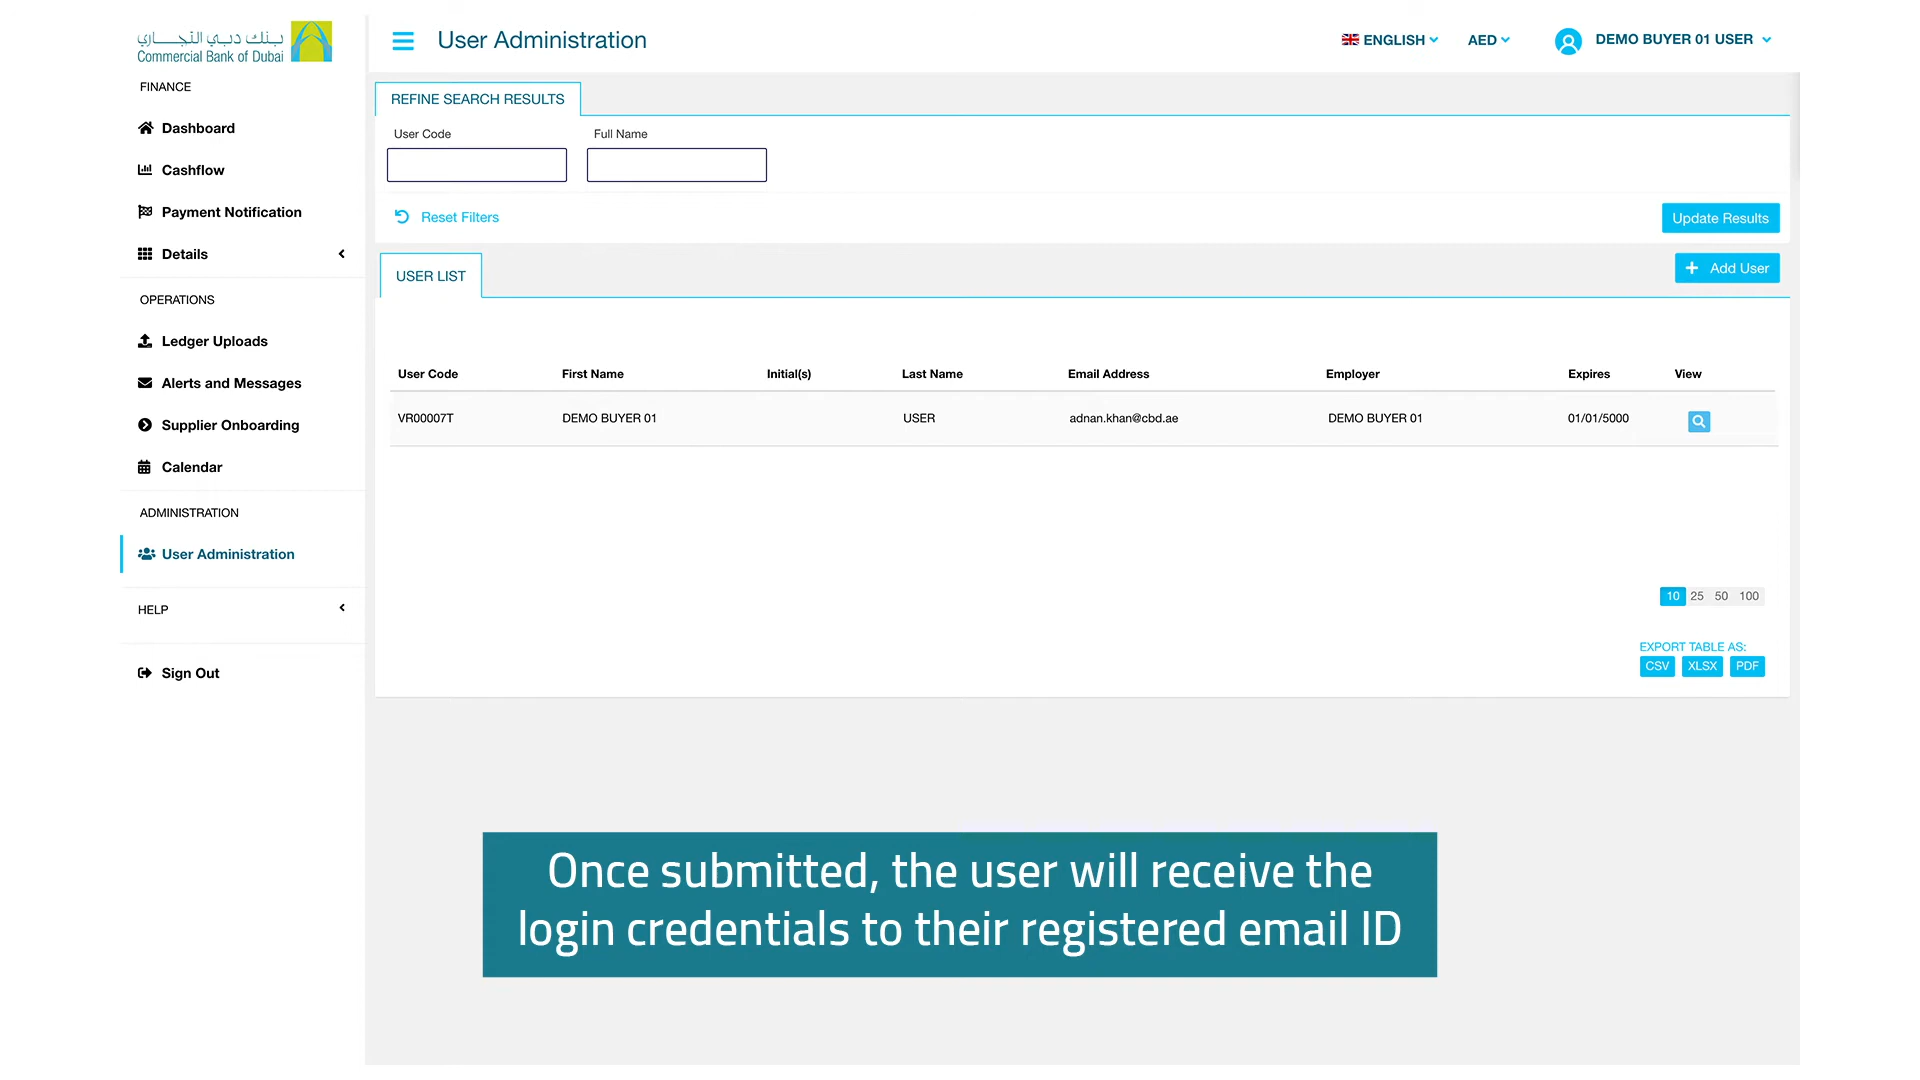 بنك دبي التجاري
Commercial Bank of Dubai
User Administration
ENGLISH
AED
DEMO BUYER 01 USER
FINANCE
Dashboard
Cashflow
Payment Notification
Details
OPERATIONS
Ledger Uploads
Alerts and Messages
Supplier Onboarding
Calendar
ADMINISTRATION
User Administration
HELP
Sign Out
REFINE SEARCH RESULTS
User Code Full Name
Reset Filters
Update Results
USER LIST
Add User
User Code First Name Initial(s) Last Name Email Address Employer Expires View
VR00007T DEMO BUYER 01 USER adnan.khan@cbd.ae DEMO BUYER 01 01/01/5000
10 25 50 100
EXPORT TABLE AS:
CSV XLSX PDF
Once submitted, the user will receive the
login credentials to their registered email ID